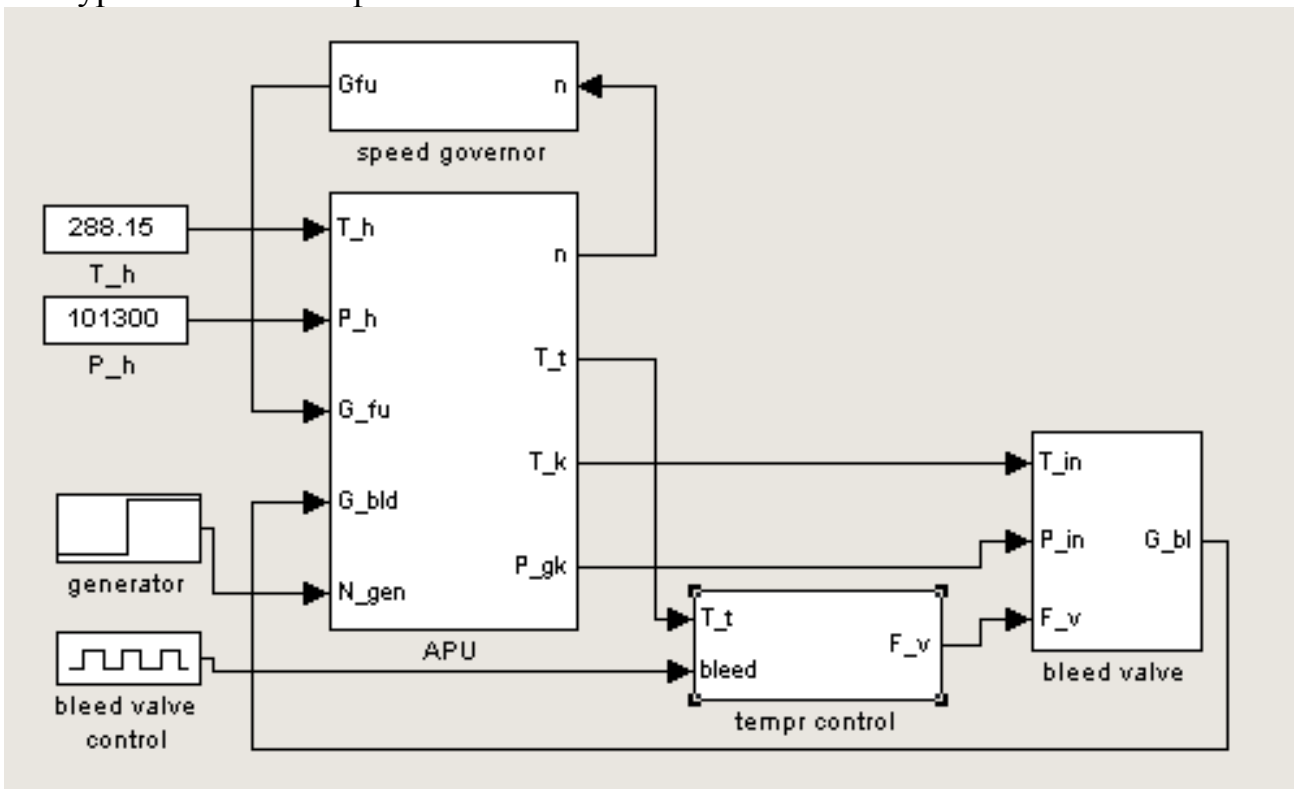 Gfu n
speed governor
288.15
T_h
101300
P_h
T_h
P_h
G_fu
G_bld
N_gen
n
T_t
T_k
P_gk
APU
generator
bleed valve
control
T_t
bleed
F_v
tempr control
T_in
P_in
F_v
G_bl
bleed valve